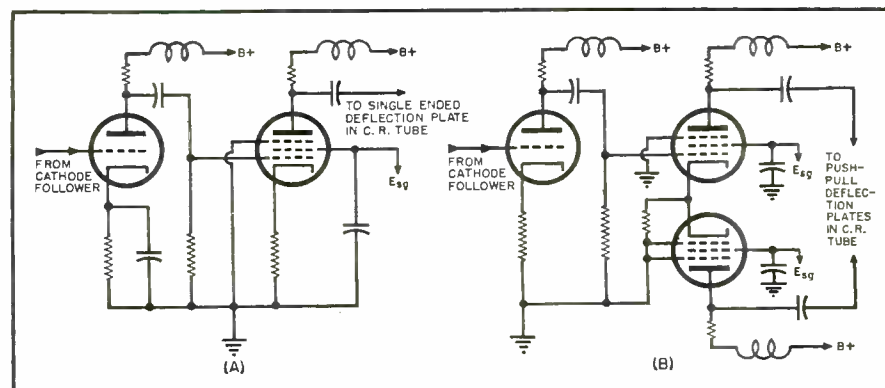 B+
B+
TO SINGLE ENDED
DEFLECTION PLATE
IN C.R. TUBE
FROM
CATHODE
FOLLOWER
Esg
(A)
B+
B+
FROM
CATHODE
FOLLOWER
Esg
TO
PUSH-
PULL
DEFLEC-
TION
PLATES
IN C.R.
TUBE
Esg
B+
(B)